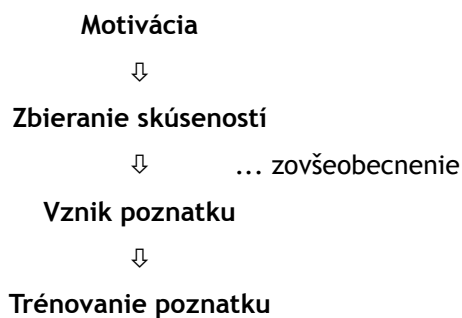 Motivácia
⇩
Zbieranie skúseností
⇩ ... zovšeobecnenie
Vznik poznatku
⇩
Trénovanie poznatku